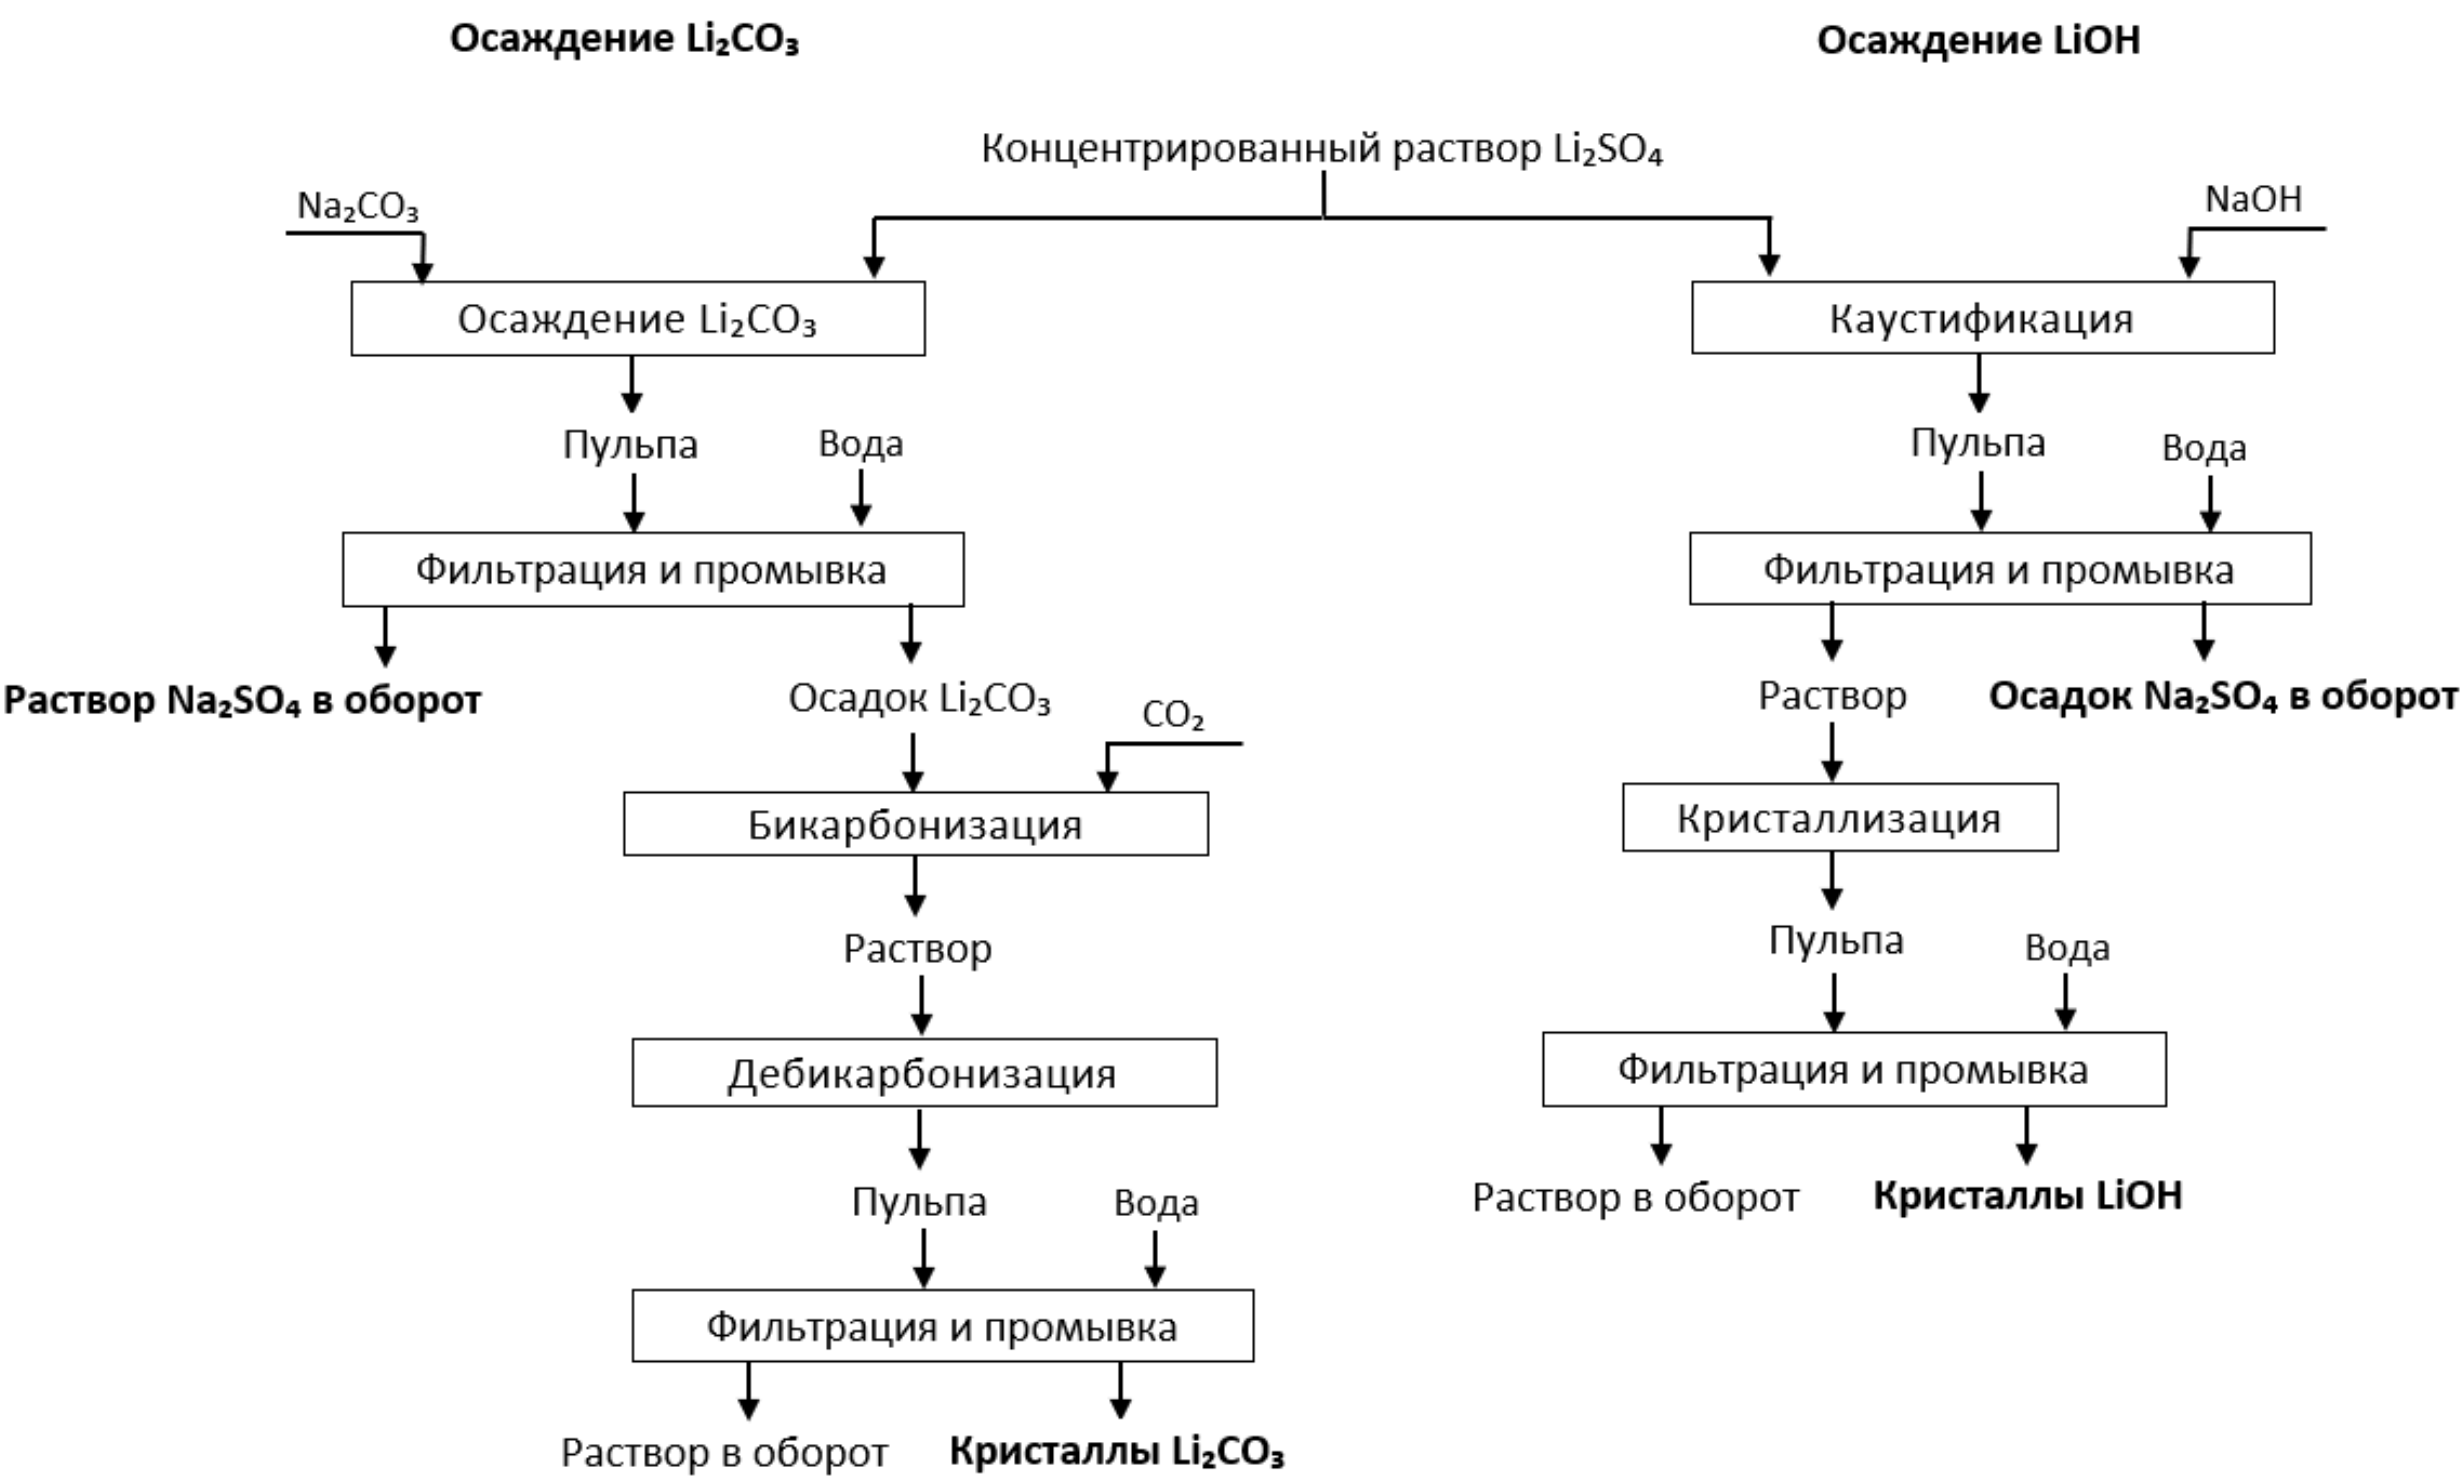 Осаждение Li₂CO₃
Осаждение LiOH
Концентрированный раствор Li₂SO₄
Na₂CO₃
NaOH
Осаждение Li₂CO₃
Каустификация
Пульпа
Вода
Пульпа
Вода
Фильтрация и промывка
Фильтрация и промывка
Раствор Na₂SO₄ в оборот
Осадок Li₂CO₃
CO₂
Раствор
Осадок Na₂SO₄ в оборот
Бикарбонизация
Кристаллизация
Раствор
Пульпа
Вода
Дебикарбонизация
Фильтрация и промывка
Пульпа
Вода
Раствор в оборот
Кристаллы LiOH
Фильтрация и промывка
Раствор в оборот
Кристаллы Li₂CO₃